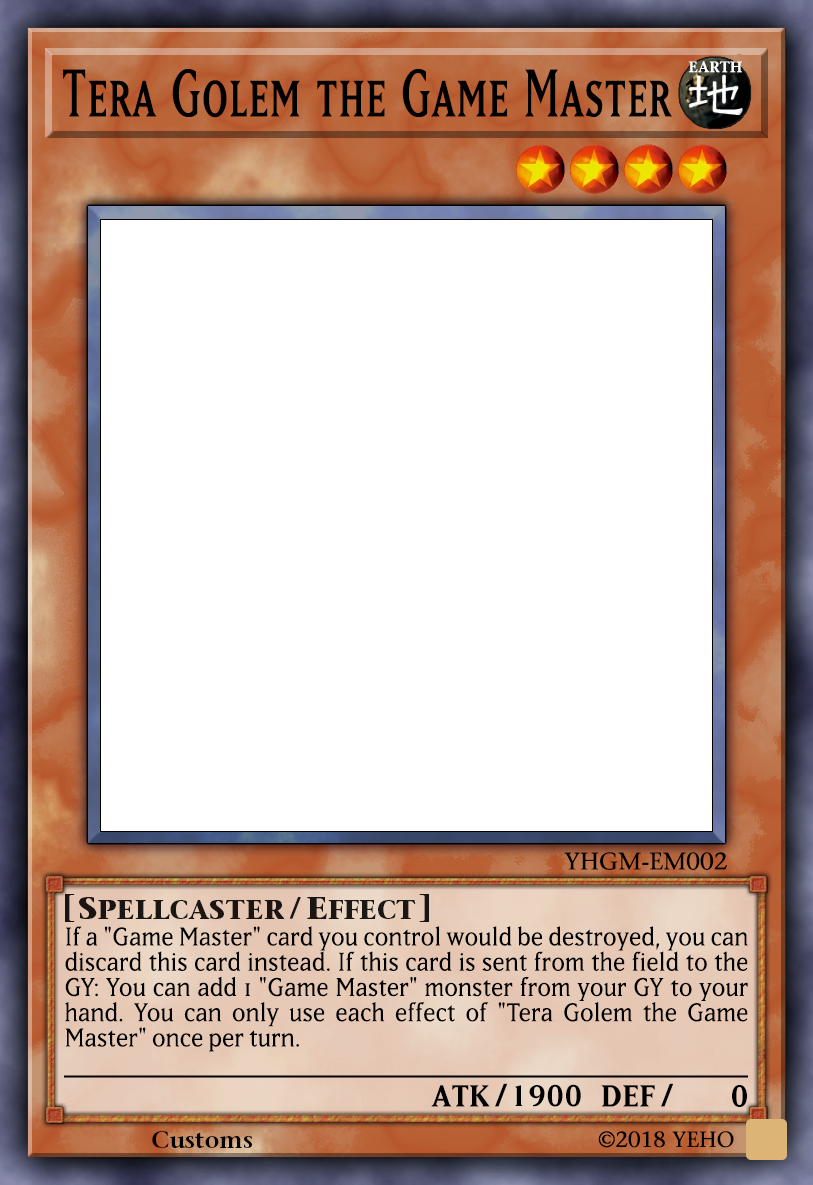 Tera Golem the Game Master
EARTH
地
YHGM-EM002
[Spellcaster/Effect]
If a "Game Master" card you control would be destroyed, you can
discard this card instead. If this card is sent from the field to the
GY: You can add 1 "Game Master" monster from your GY to your
hand. You can only use each effect of "Tera Golem the Game
Master" once per turn.
ATK/1900 DEF/ 0
Customs ©2018 YEHO